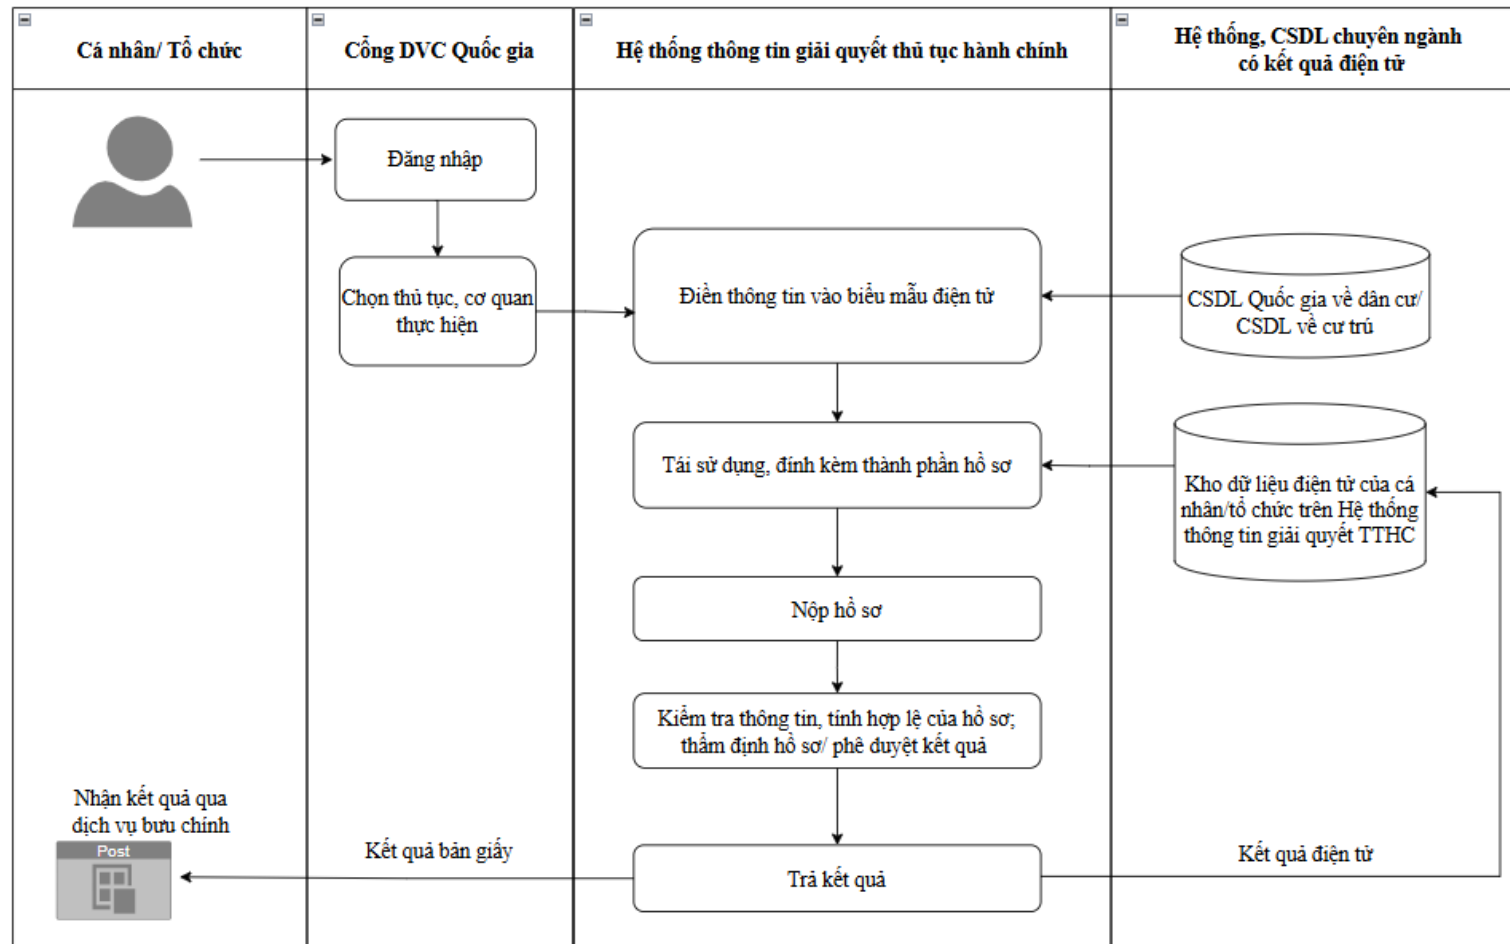 Cá nhân/ Tổ chức
Cổng DVC Quốc gia
Hệ thống thông tin giải quyết thủ tục hành chính
Hệ thống, CSDL chuyên ngành
có kết quả điện tử
Đăng nhập
Chọn thủ tục, cơ quan
thực hiện
Điền thông tin vào biểu mẫu điện tử
CSDL Quốc gia về dân cư/
CSDL về cư trú
Tái sử dụng, đính kèm thành phần hồ sơ
Kho dữ liệu điện tử của cá
nhân/tổ chức trên Hệ thống
thông tin giải quyết TTHC
Nộp hồ sơ
Kiểm tra thông tin, tính hợp lệ của hồ sơ;
thẩm định hồ sơ/ phê duyệt kết quả
Nhận kết quả qua
dịch vụ bưu chính
Post
Kết quả bản giấy
Trả kết quả
Kết quả điện tử